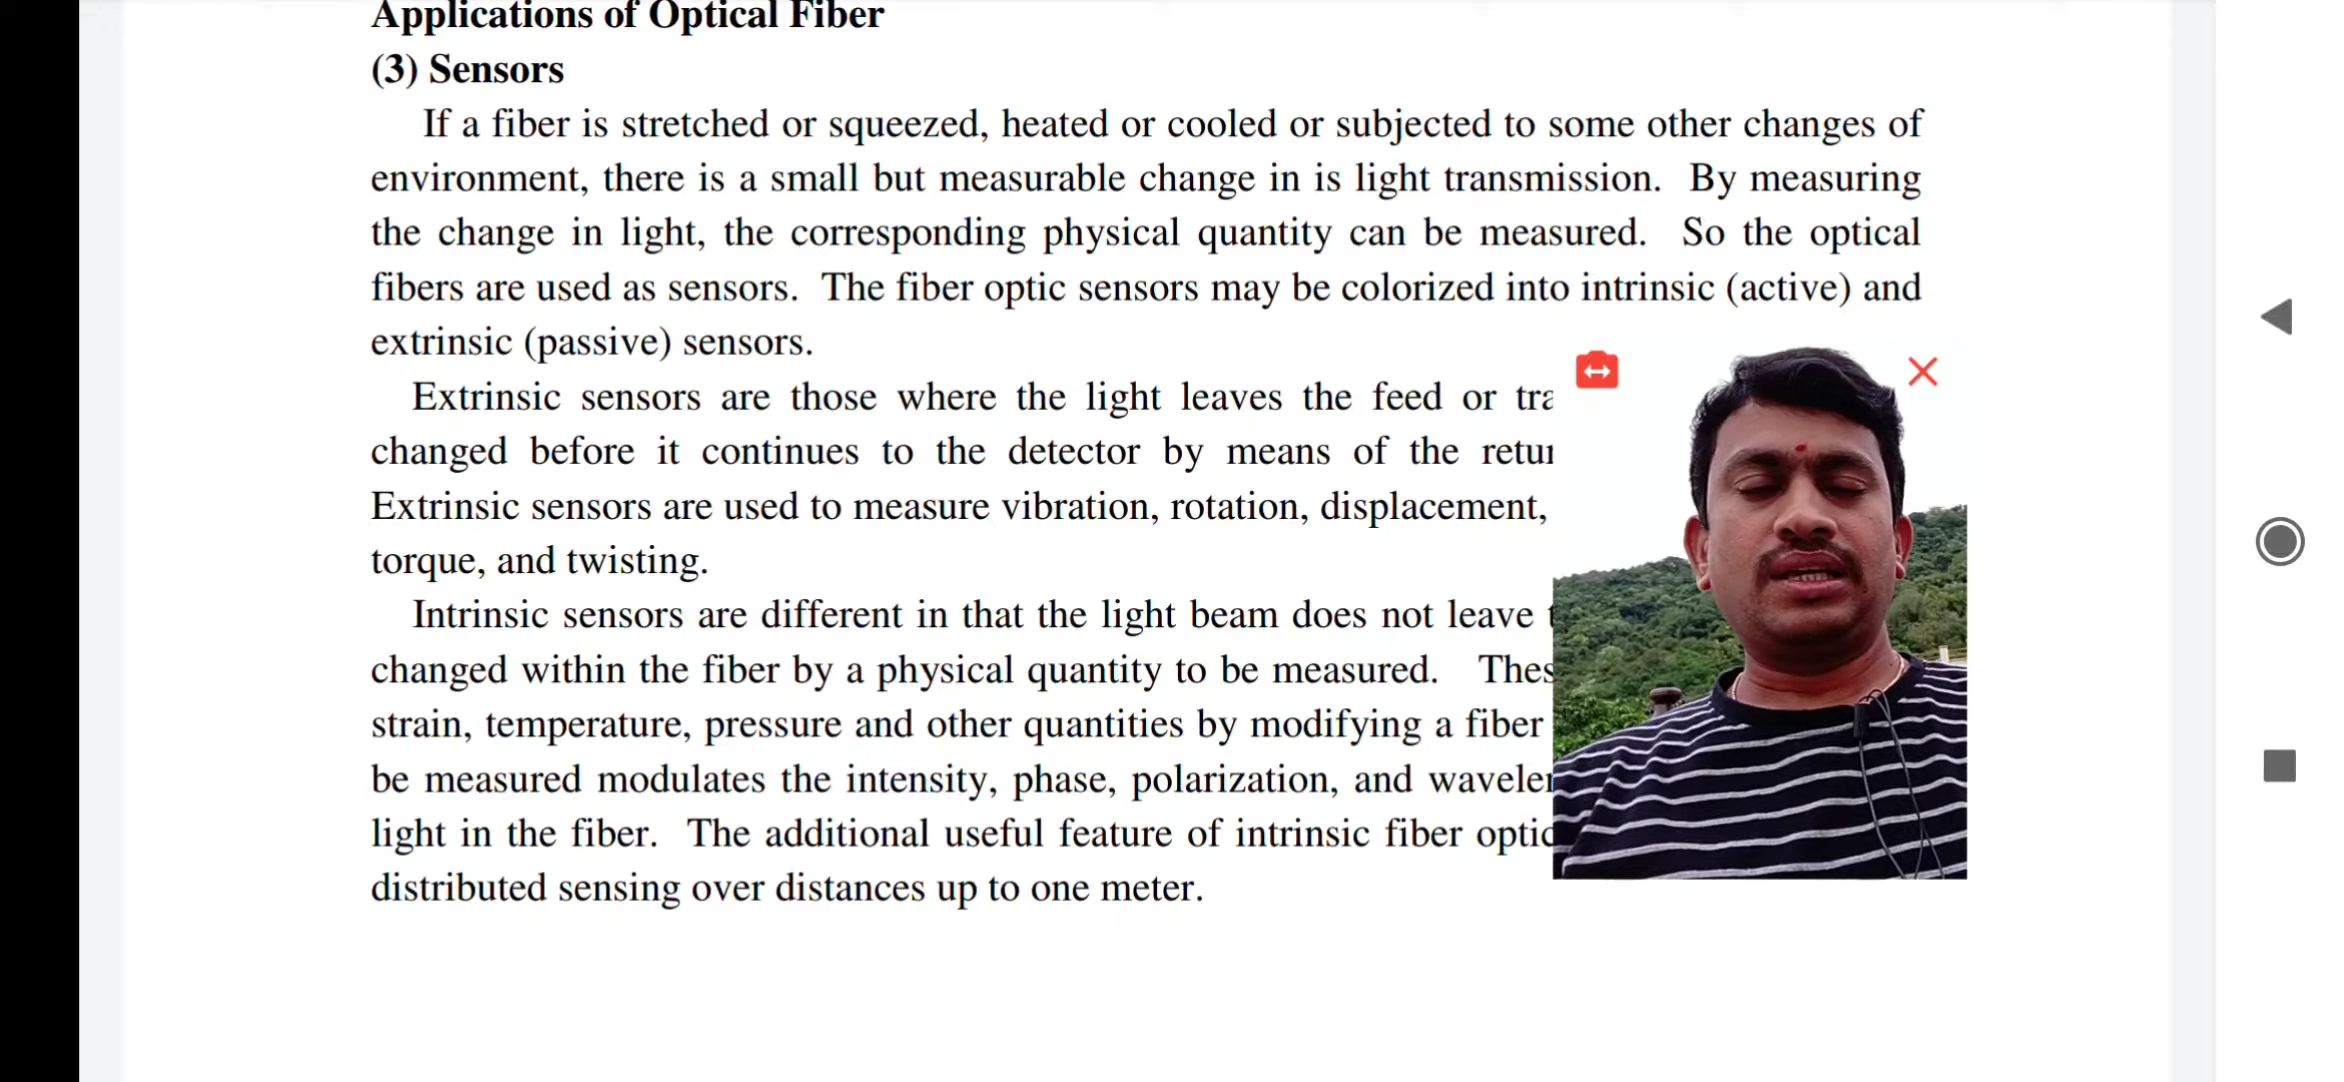 Applications of Optical Fiber
(3) Sensors
If a fiber is stretched or squeezed, heated or cooled or subjected to some other changes of
environment, there is a small but measurable change in is light transmission. By measuring
the change in light, the corresponding physical quantity can be measured. So the optical
fibers are used as sensors. The fiber optic sensors may be colorized into intrinsic (active) and
extrinsic (passive) sensors.
Extrinsic sensors are those where the light leaves the feed or
changed before it continues to the detector by means of the
Extrinsic sensors are used to measure vibration, rotation, displacement,
torque, and twisting.
Intrinsic sensors are different in that the light beam does not leave
changed within the fiber by a physical quantity to be measured.
strain, temperature, pressure and other quantities by modifying a fiber
be measured modulates the intensity, phase, polarization, and
light in the fiber. The additional useful feature of intrinsic fiber
distributed sensing over distances up to one meter.